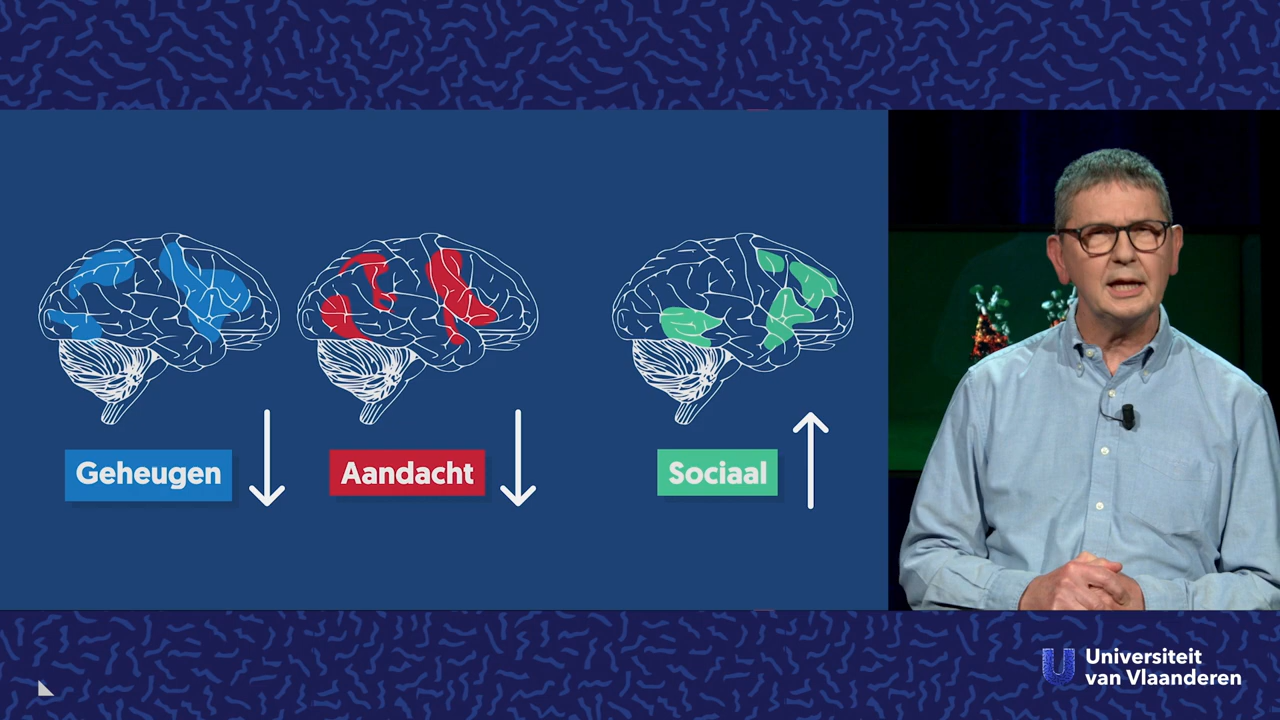 Geheugen
Aandacht
Sociaal
Universiteit
van Vlaanderen